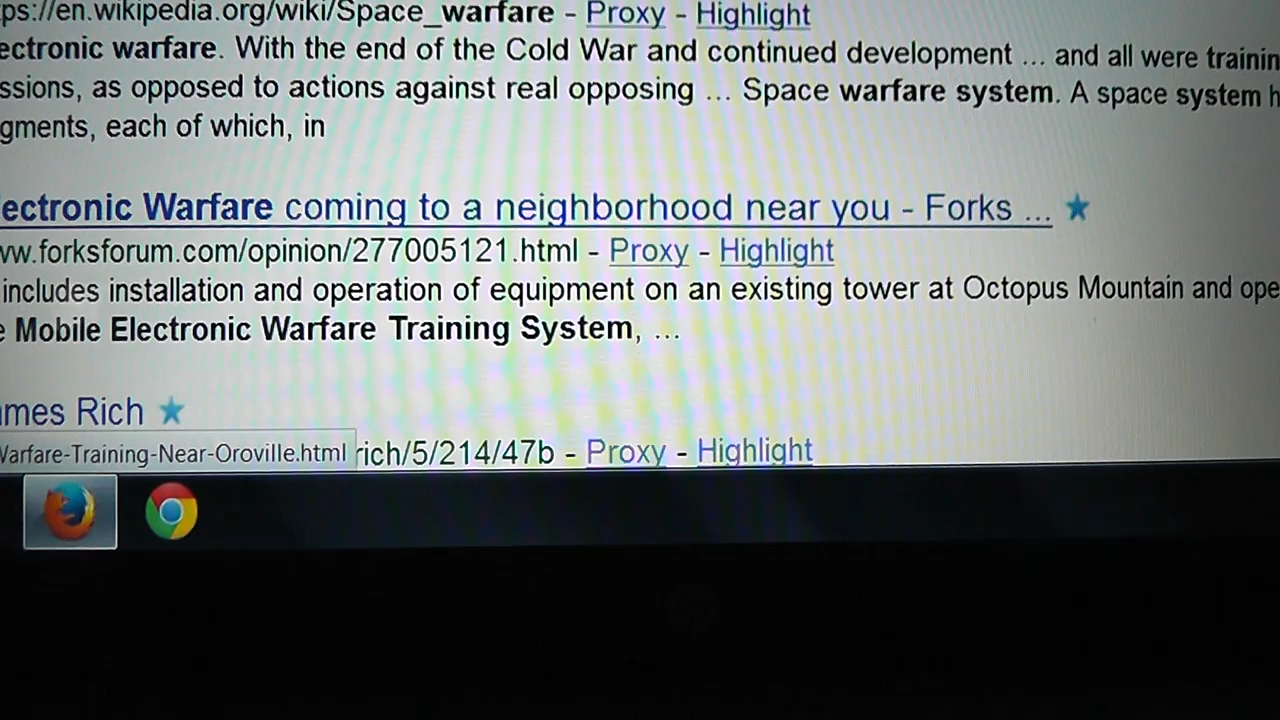 ps://en.wikipedia.org/wiki/Space_warfare - Proxy - Highlight
ectronic warfare. With the end of the Cold War and continued development ... and all were trainin
ssions, as opposed to actions against real opposing ... Space warfare system. A space system h
gments, each of which, in
ectronic Warfare coming to a neighborhood near you - Forks ...
ww.forksforum.com/opinion/277005121.html - Proxy - Highlight
includes installation and operation of equipment on an existing tower at Octopus Mountain and ope
e Mobile Electronic Warfare Training System, ...
mes Rich
Warfare-Training-Near-Oroville.html rich/5/214/47b - Proxy - Highlight